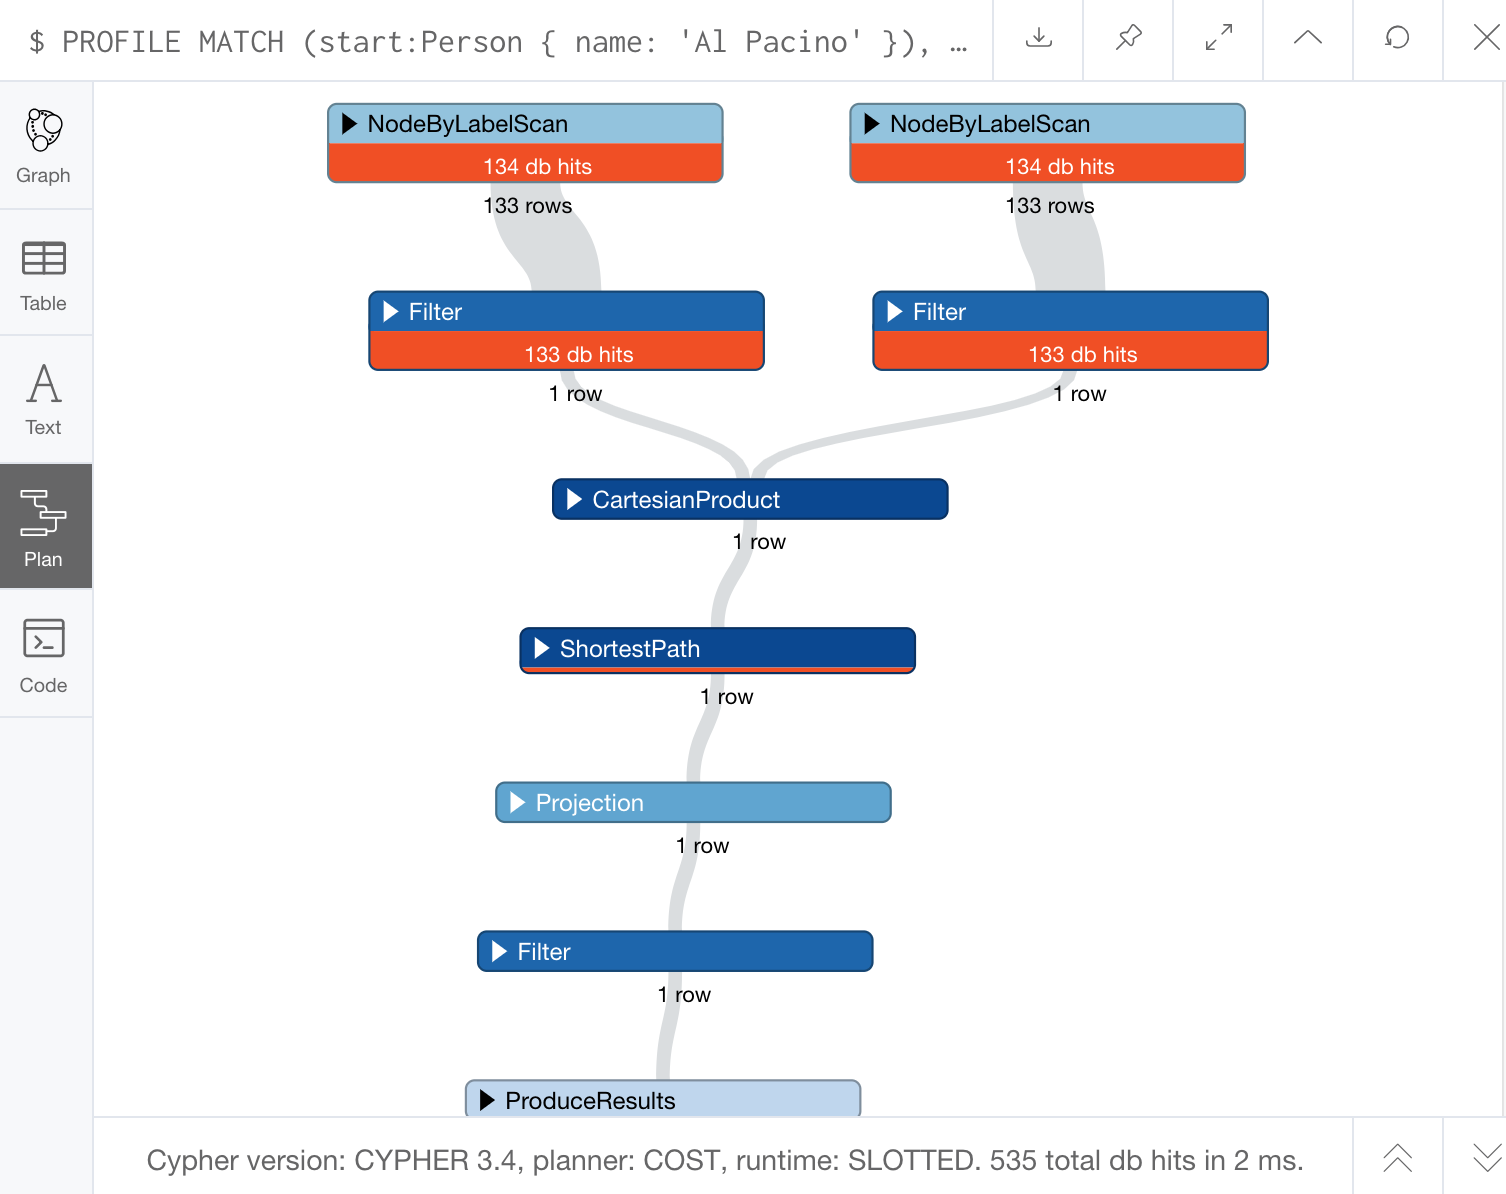 $ PROFILE MATCH (start:Person { name: 'Al Pacino' }), …
Graph
Table
Text
Plan
Code
NodeByLabelScan
134 db hits
133 rows
NodeByLabelScan
134 db hits
133 rows
Filter
133 db hits
1 row
Filter
133 db hits
1 row
CartesianProduct
1 row
ShortestPath
1 row
Projection
1 row
Filter
1 row
ProduceResults
Cypher version: CYPHER 3.4, planner: COST, runtime: SLOTTED. 535 total db hits in 2 ms.